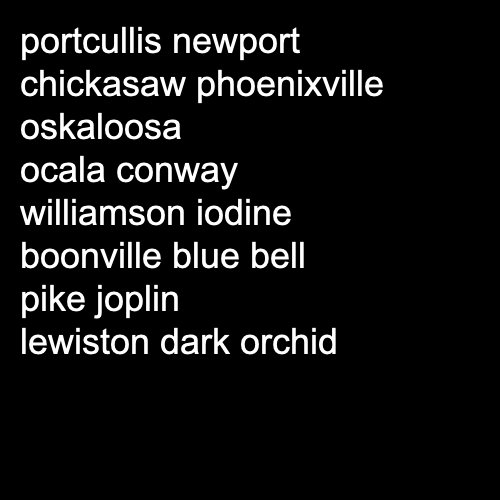 portcullis newport
chickasaw phoenixville
oskaloosa
ocala conway
williamson iodine
boonville blue bell
pike joplin
lewiston dark orchid